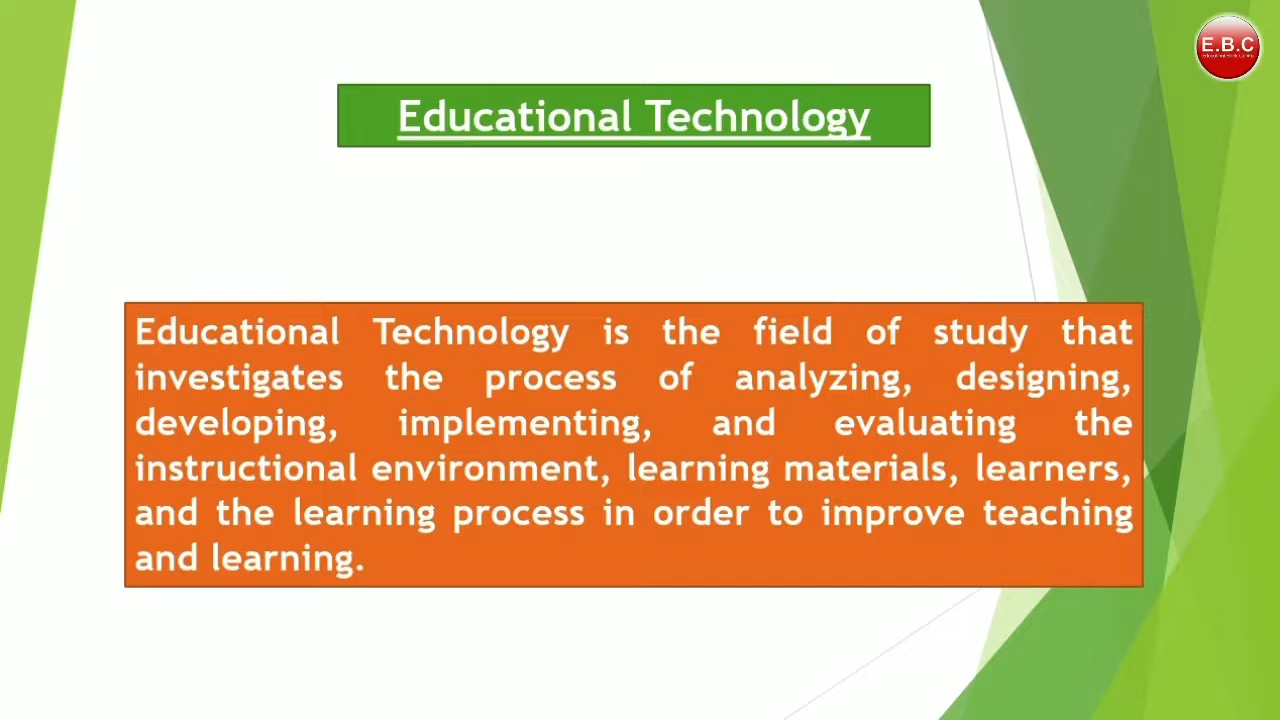 E.B.C
Educational Technology
Educational Technology is the field of study that
investigates the process of analyzing, designing,
developing, implementing, and evaluating the
instructional environment, learning materials, learners,
and the learning process in order to improve teaching
and learning.